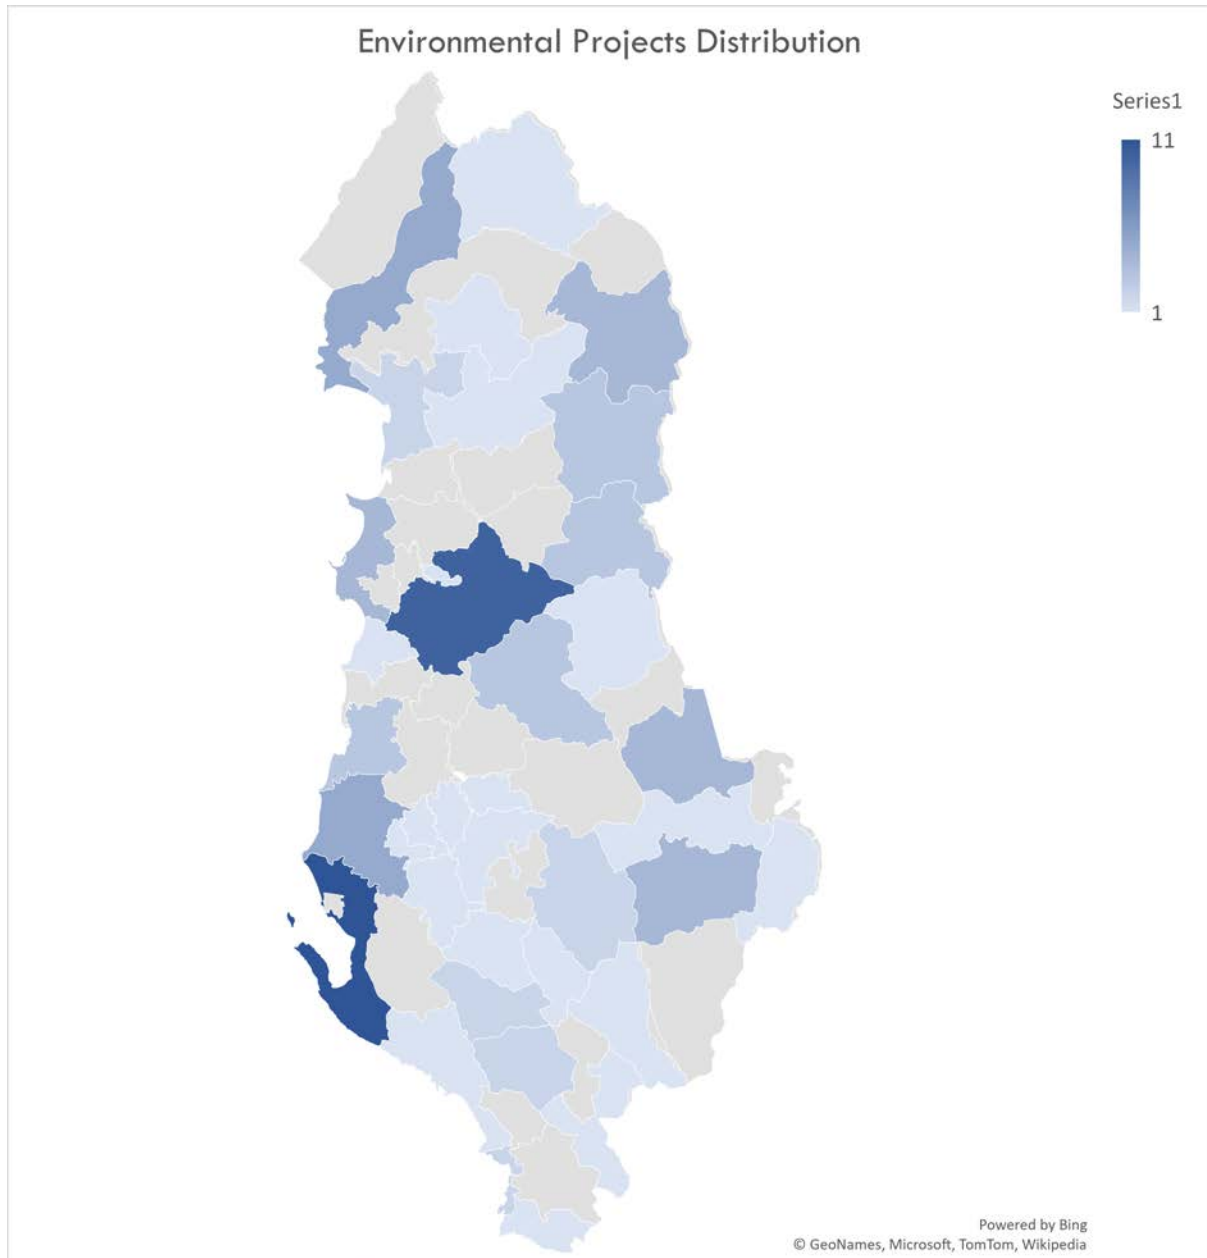 Environmental Projects Distribution
Series1
11
1
Powered by Bing
© GeoNames, Microsoft, TomTom, Wikipedia